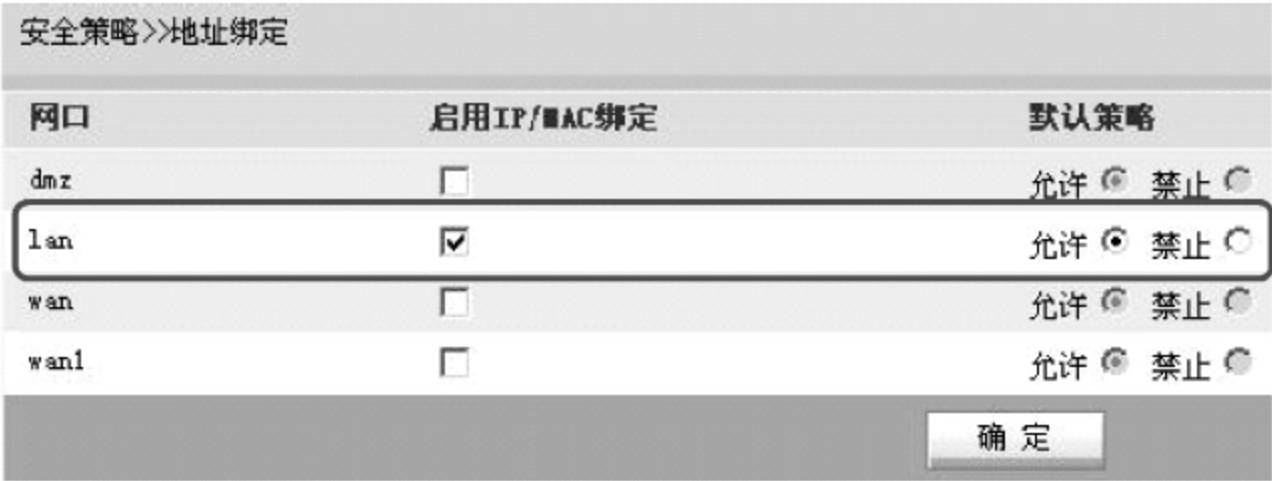 安全策略>>地址绑定
网口 启用IP/MAC绑定 默认策略
dmz 允许 禁止
lan 允许 禁止
wan 允许 禁止
wan1 允许 禁止
确 定